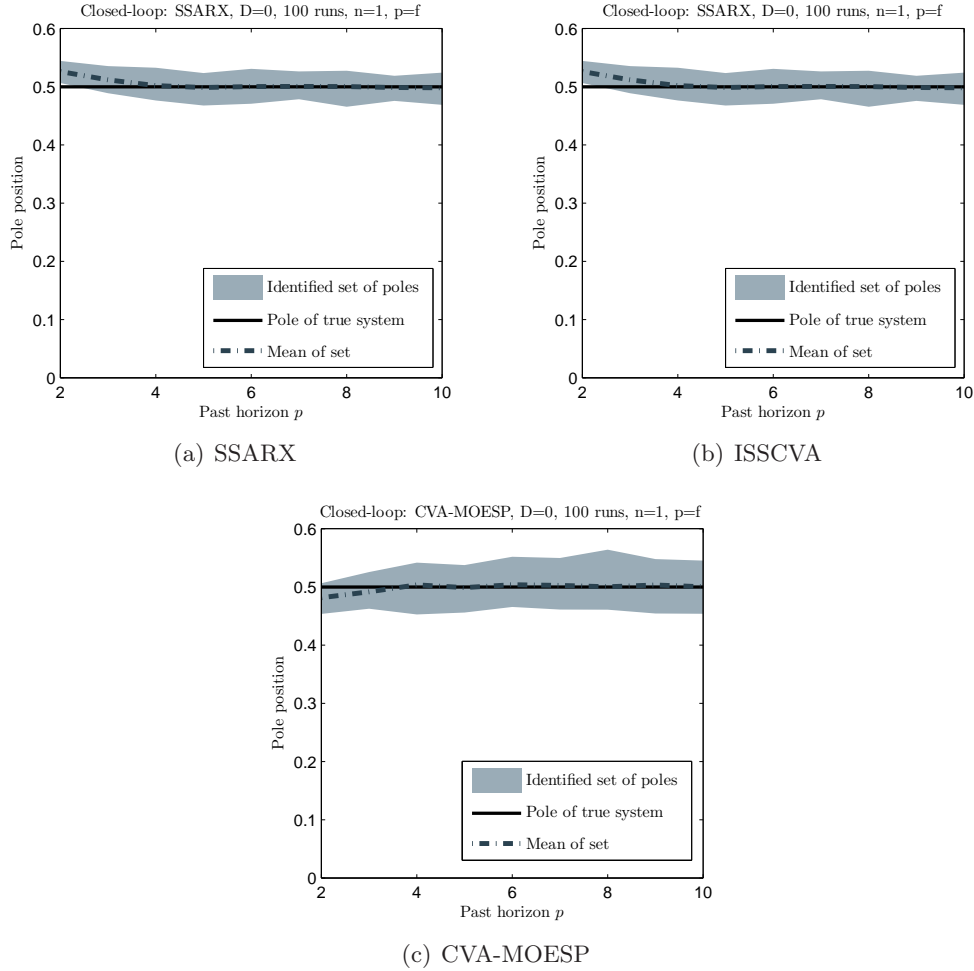 Closed-loop: SSARX, D=0, 100 runs, n=1, p=f
0.6
0.5
0.4
0.3
0.2
0.1
0
Pole position
Identified set of poles
Pole of true system
Mean of set
2 4 6 8 10
Past horizon p
(a) SSARX
Closed-loop: SSARX, D=0, 100 runs, n=1, p=f
0.6
0.5
0.4
0.3
0.2
0.1
0
Pole position
Identified set of poles
Pole of true system
Mean of set
2 4 6 8 10
Past horizon p
(b) ISSCVA
Closed-loop: CVA-MOESP, D=0, 100 runs, n=1, p=f
0.6
0.5
0.4
0.3
0.2
0.1
0
Pole position
Identified set of poles
Pole of true system
Mean of set
2 4 6 8 10
Past horizon p
(c) CVA-MOESP